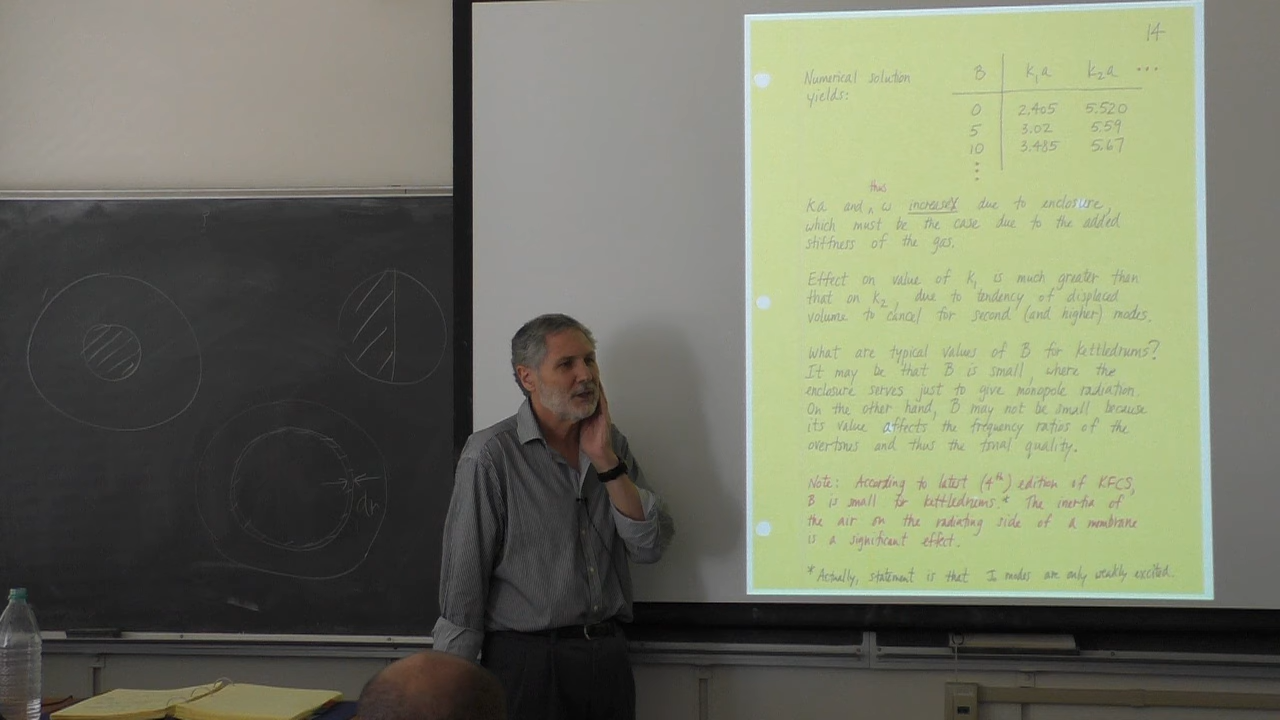 14
Numerical solution
yields:
B k₁a k₂a ...
0 2.405 5.520
5 3.02 5.59
10 3.485 5.67
thus
ka and ^ ω increases due to enclosure,
which must be the case due to the added
stiffness of the gas.
Effect on value of k₁ is much greater than
that on k₂, due to tendency of displaced
volume to cancel for second (and higher) modes.
What are typical values of B for kettledrums?
It may be that B is small, where the
enclosure serves just to give monopole radiation.
On the other hand, B may not be small because
its value affects the frequency ratios of the
overtones and thus the tonal quality.
Note: According to latest (4th) edition of KFCS,
B is small for kettledrums.* The inertia of
the air on the radiating side of a membrane
is a significant effect.
*Actually, statement is that J₀ modes are only weakly excited.
dr